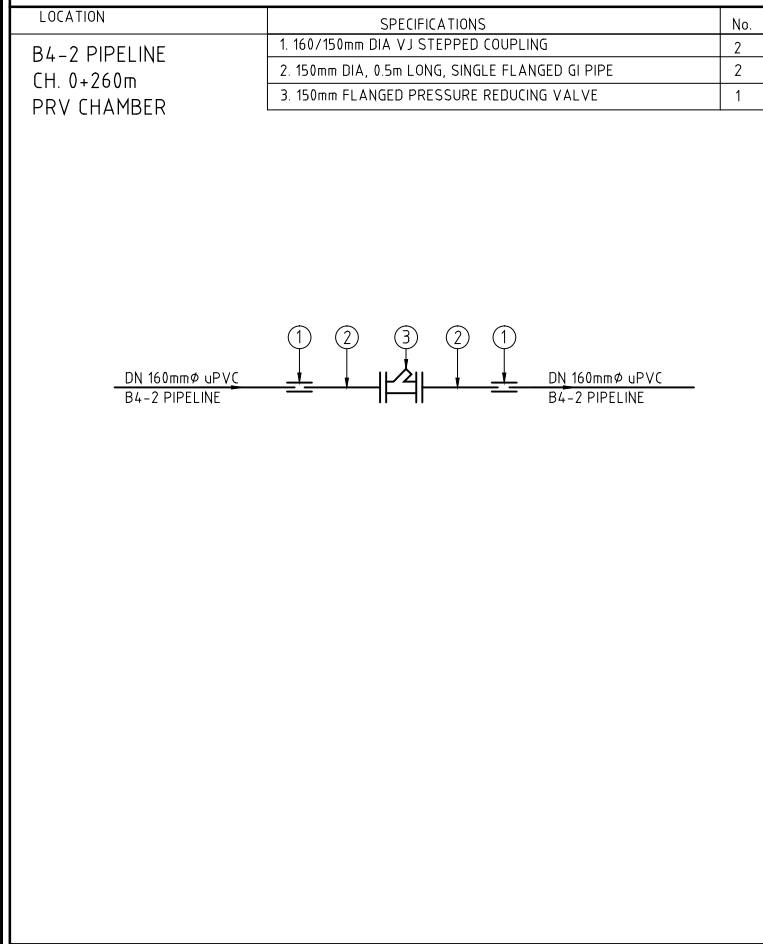 LOCATION
SPECIFICATIONS
No.
B4-2 PIPELINE
CH. 0+260m
PRV CHAMBER
1. 160/150mm DIA VJ STEPPED COUPLING
2
2. 150mm DIA, 0.5m LONG, SINGLE FLANGED GI PIPE
2
3. 150mm FLANGED PRESSURE REDUCING VALVE
1
1
2
3
2
1
DN 160mmϕ uPVC
B4-2 PIPELINE
DN 160mmϕ uPVC
B4-2 PIPELINE